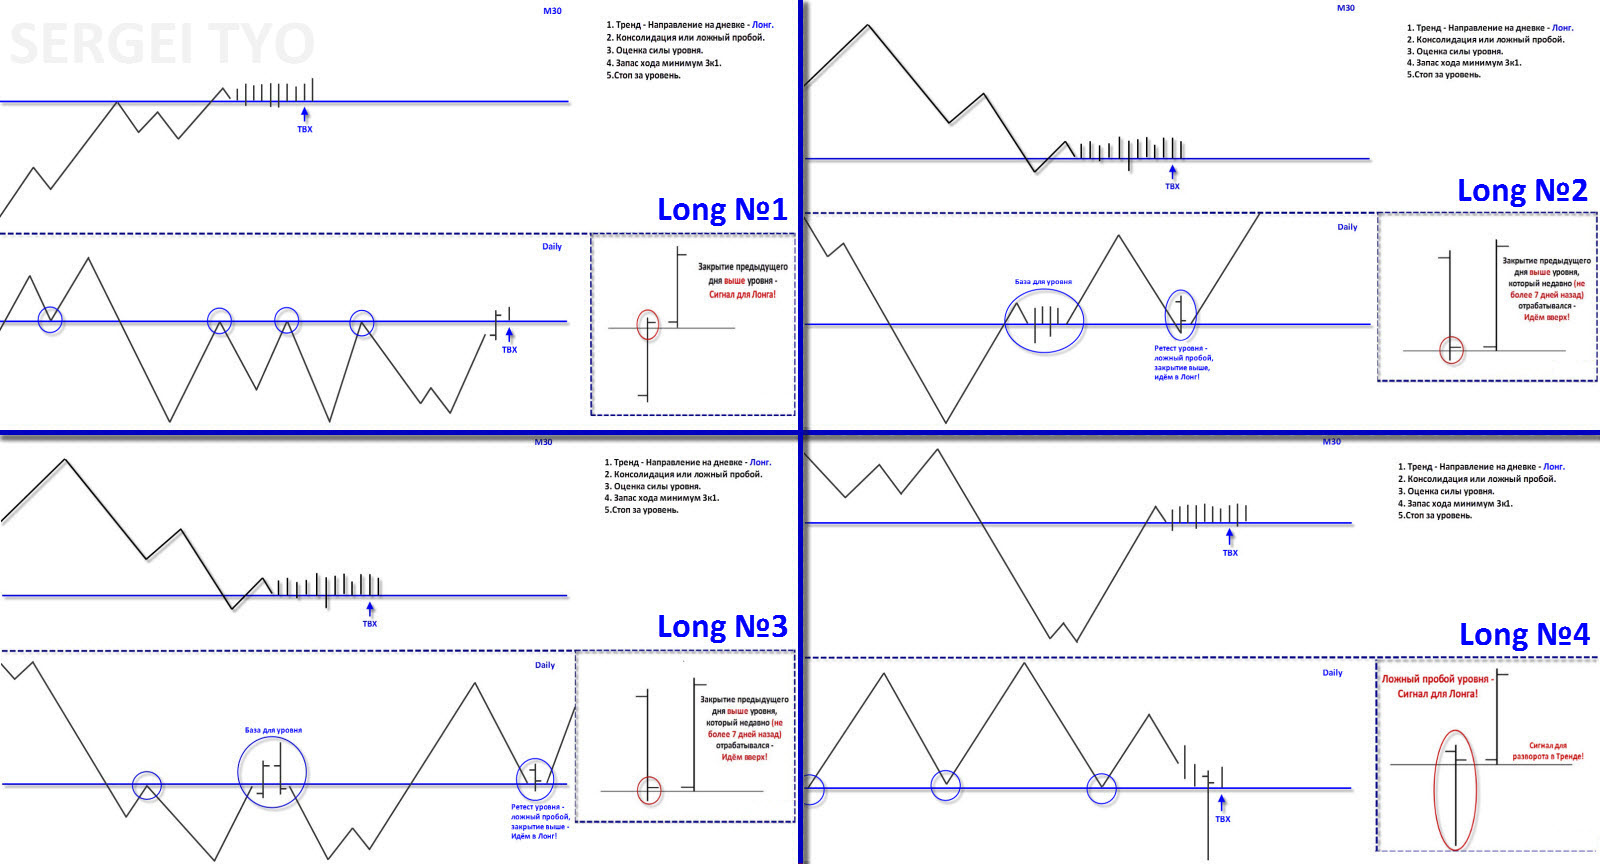 SERGEI TYO
M30
1. Тренд - Направление на дневке - Лонг.
2. Консолидация или ложный пробой.
3. Оценка силы уровня.
4. Запас хода минимум 3к1.
5.Стоп за уровень.
ТВХ
Long №1
Daily
ТВХ
Закрытие предыдущего
дня выше уровня -
Сигнал для Лонга!
M30
1. Тренд - Направление на дневке - Лонг.
2. Консолидация или ложный пробой.
3. Оценка силы уровня.
4. Запас хода минимум 3к1.
5.Стоп за уровень.
ТВХ
Long №2
Daily
База для уровня
Ретест уровня -
ложный пробой,
закрытие выше,
идём в Лонг!
Закрытие предыдущего
дня выше уровня,
который недавно (не
более 7 дней назад)
отрабатывался -
Идём вверх!
M30
1. Тренд - Направление на дневке - Лонг.
2. Консолидация или ложный пробой.
3. Оценка силы уровня.
4. Запас хода минимум 3к1.
5.Стоп за уровень.
ТВХ
Long №3
Daily
База для уровня
Ретест уровня -
ложный пробой,
закрытие выше -
Идём в Лонг!
Закрытие предыдущего
дня выше уровня,
который недавно (не
более 7 дней назад)
отрабатывался -
Идём вверх!
M30
1. Тренд - Направление на дневке - Лонг.
2. Консолидация или ложный пробой.
3. Оценка силы уровня.
4. Запас хода минимум 3к1.
5.Стоп за уровень.
ТВХ
Long №4
Daily
ТВХ
Ложный пробой уровня -
Сигнал для Лонга!
Сигнал для
разворота в Тренде!